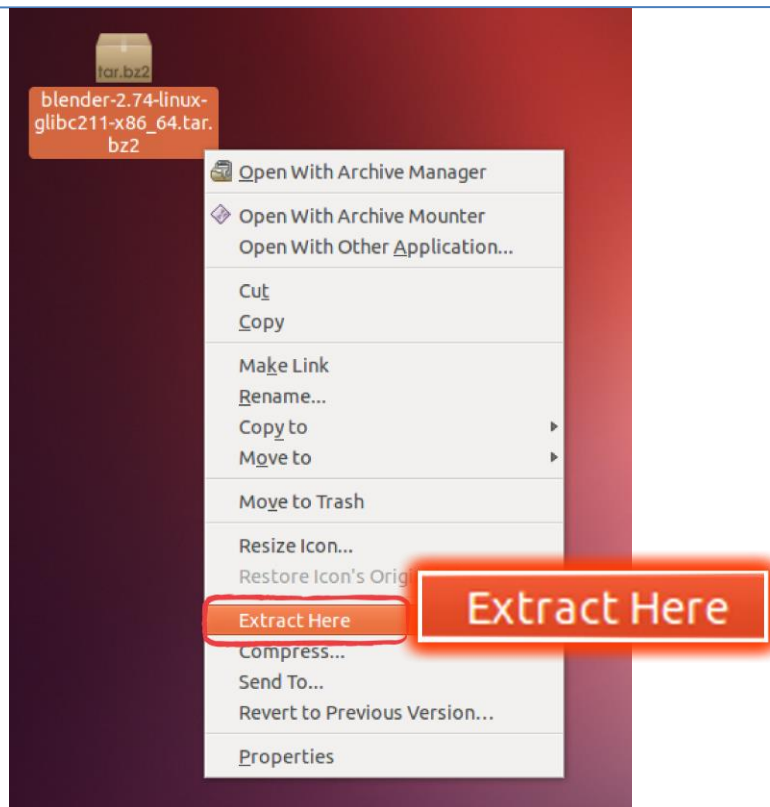 tar.bz2
blender-2.74-linux-
glibc211-x86_64.tar.
bz2
Open With Archive Manager
Open With Archive Mounter
Open With Other Application...
Cut
Copy
Make Link
Rename...
Copy to
Move to
Move to Trash
Resize Icon...
Restore Icon's
Extract Here
Extract Here
Compress...
Send To...
Revert to Previous Version...
Properties